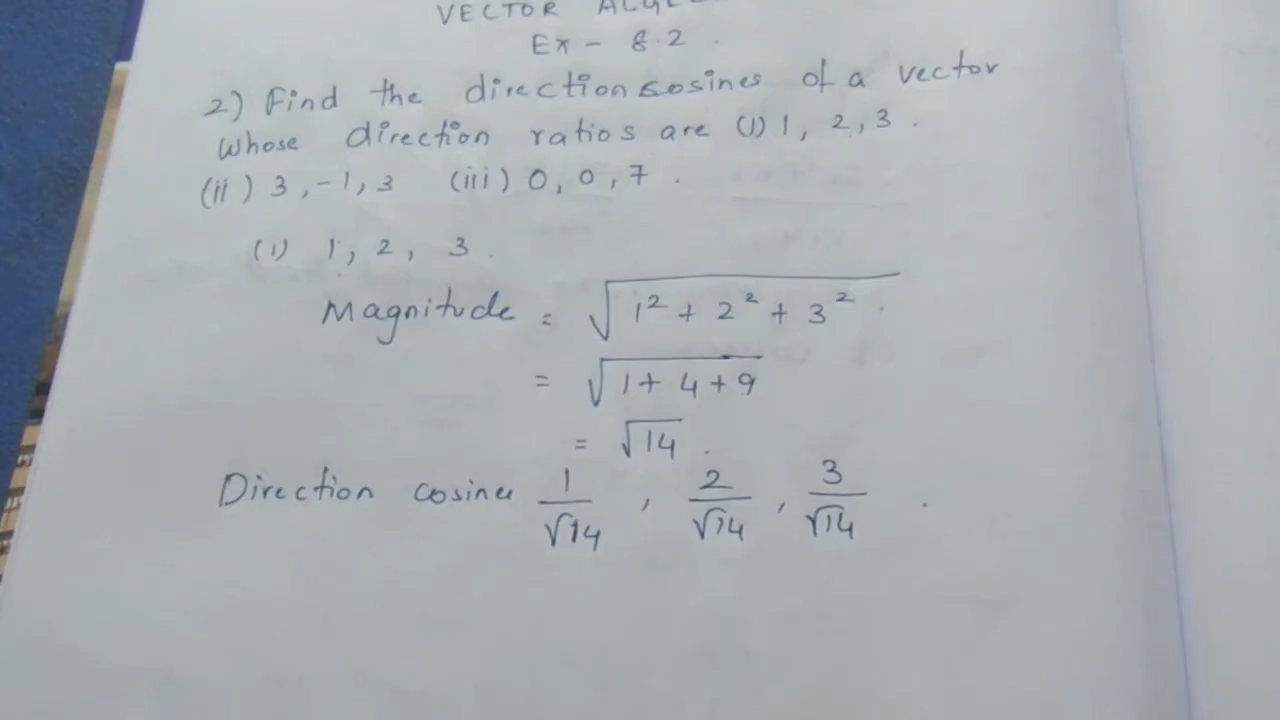 VECTOR
Ex - 8.2.
2) Find the direction cosines of a vector
whose direction ratios are (i) 1, 2, 3.
(ii) 3, -1, 3 (iii) 0, 0, 7.
(i) 1, 2, 3.
Magnitude = √(1² + 2² + 3²)
= √(1 + 4 + 9)
= √14.
Direction cosines 1/√14, 2/√14, 3/√14.